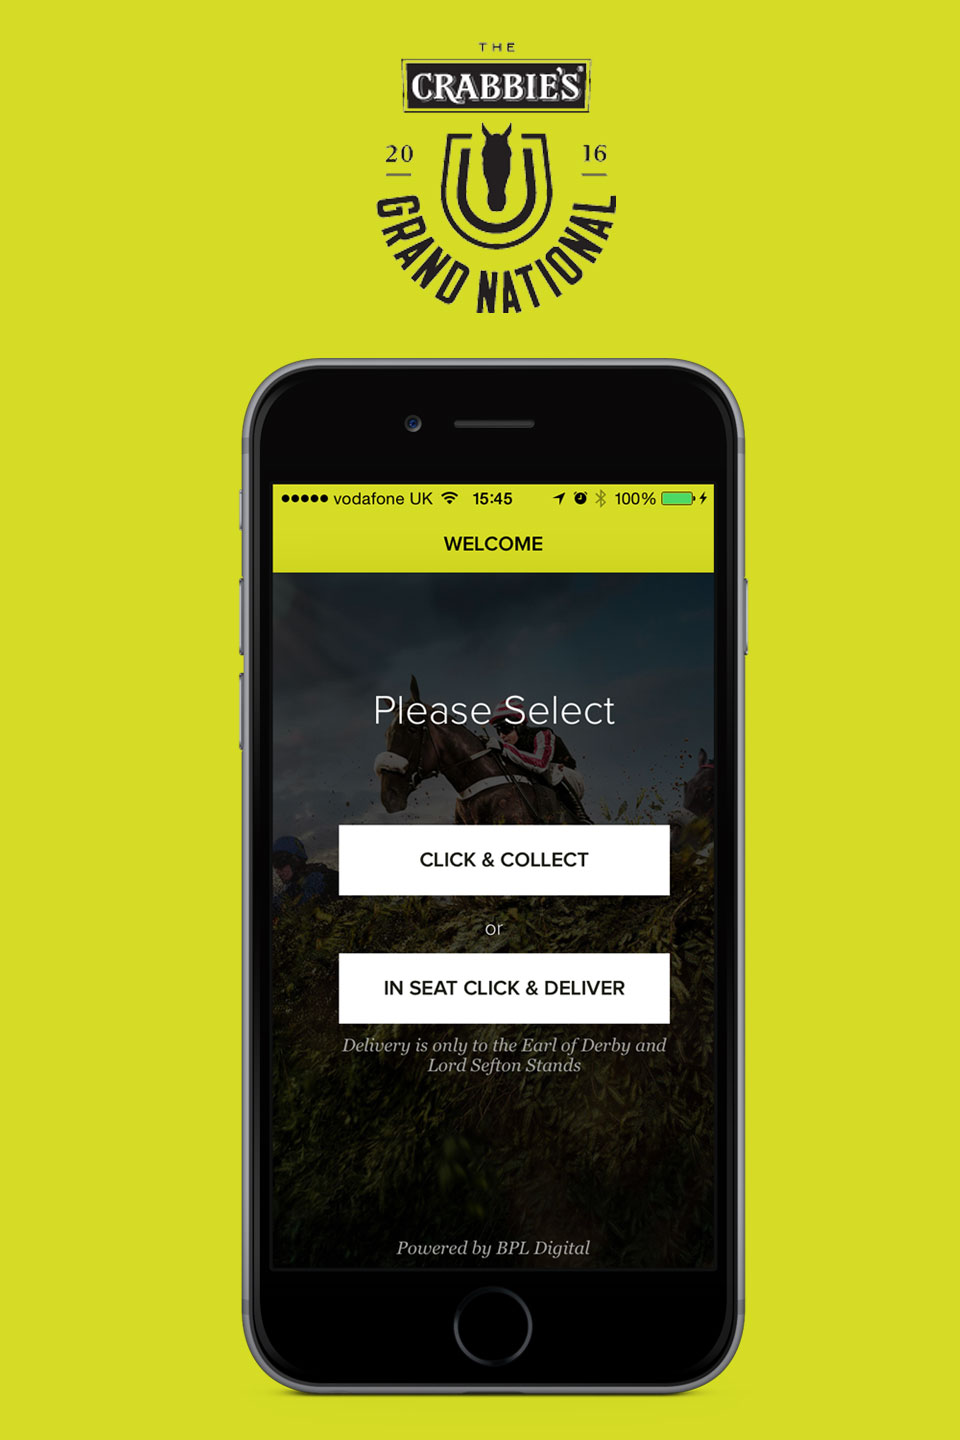 THE
CRABBIE'S
20 16
GRAND NATIONAL
vodafone UK 15:45 100%
WELCOME
Please Select
CLICK & COLLECT
or
IN SEAT CLICK & DELIVER
Delivery is only to the Earl of Derby and
Lord Sefton Stands
Powered by BPL Digital